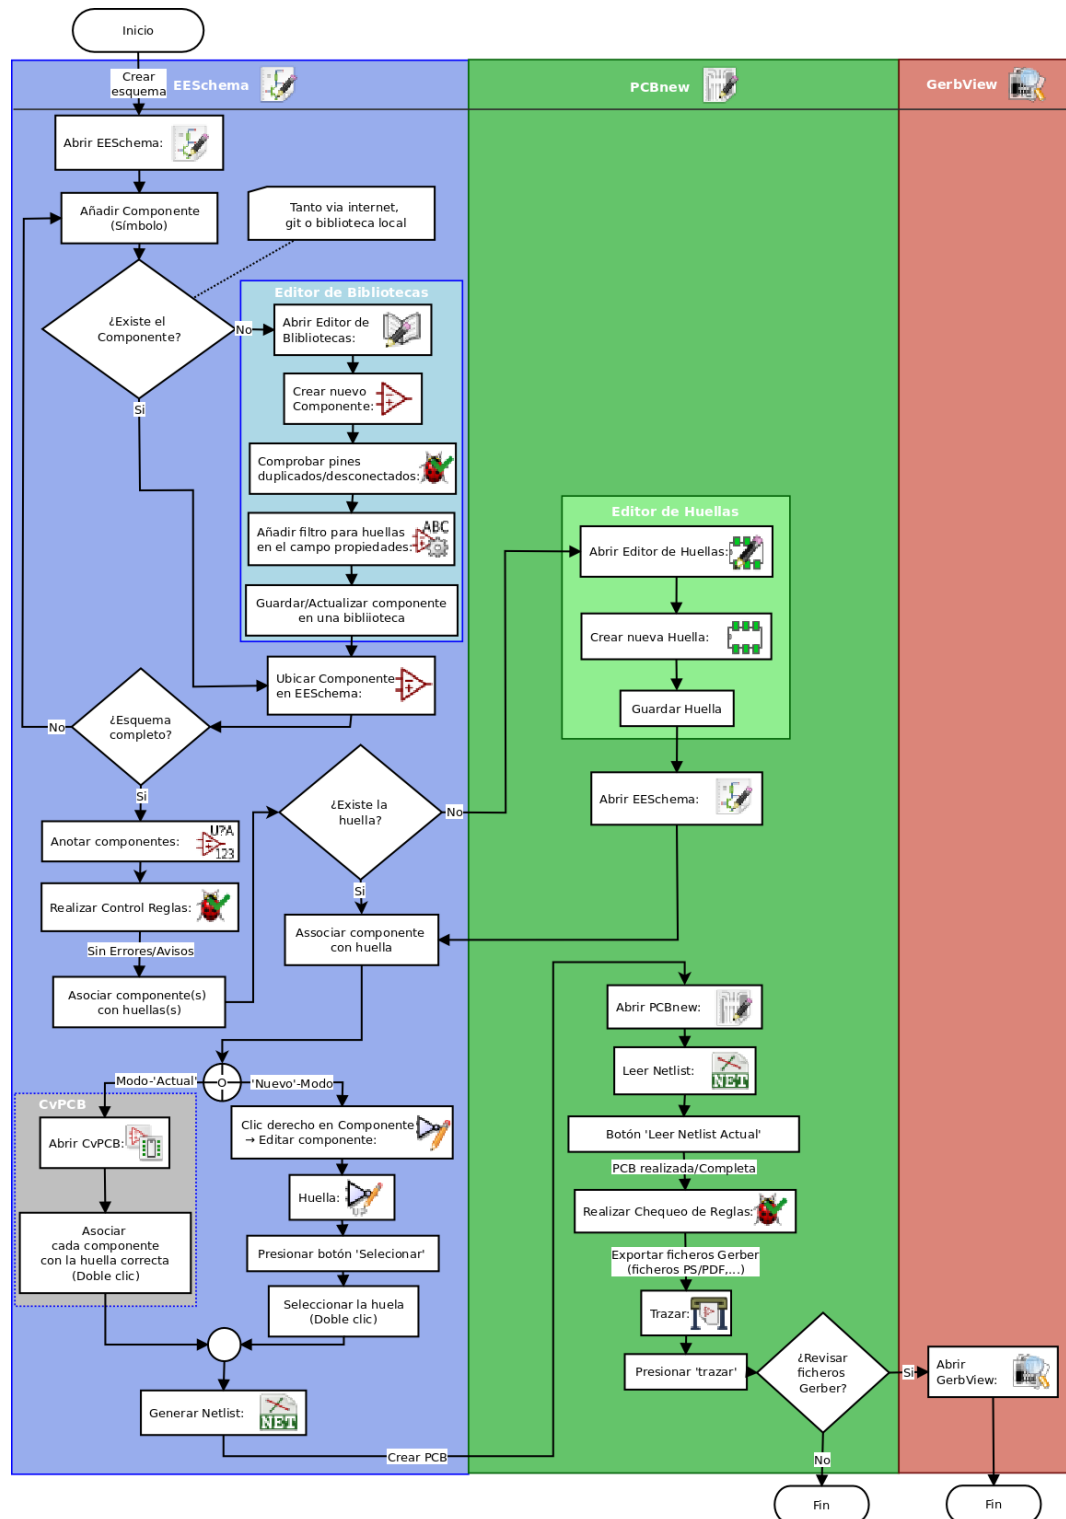 Inicio
Crear
esquema
EESchema
PCBnew
GerbView
Abrir EESchema:
Añadir Componente
(Símbolo)
Tanto via internet,
git o biblioteca local
¿Existe el
Componente?
No
Si
Editor de Bibliotecas
Abrir Editor de
Blibliotecas:
Crear nuevo
Componente:
Comprobar pines
duplicados/desconectados:
Añadir filtro para huellas
en el campo propiedades:
ABC
Guardar/Actualizar componente
en una bibliioteca
Ubicar Componente
en EESchema:
¿Esquema
completo?
No
Si
Anotar componentes:
U?A
123
Realizar Control Reglas:
Sin Errores/Avisos
Asociar componente(s)
con huellas(s)
¿Existe la
huella?
No
Si
Editor de Huellas
Abrir Editor de Huellas:
Crear nueva Huella:
Guardar Huella
Abrir EESchema:
Associar componente
con huella
Modo-'Actual'
'Nuevo'-Modo
CvPCB
Abrir CvPCB:
Asociar
cada componente
con la huella correcta
(Doble clic)
Clic derecho en Componente
→ Editar componente:
Huella:
Presionar botón 'Selecionar'
Seleccionar la huela
(Doble clic)
Generar Netlist:
NET
Crear PCB
Abrir PCBnew:
Leer Netlist:
NET
Botón 'Leer Netlist Actual'
PCB realizada/Completa
Realizar Chequeo de Reglas:
Exportar ficheros Gerber
(ficheros PS/PDF,...)
Trazar:
Presionar 'trazar'
¿Revisar
ficheros
Gerber?
Si
No
Abrir
GerbView:
Fin
Fin